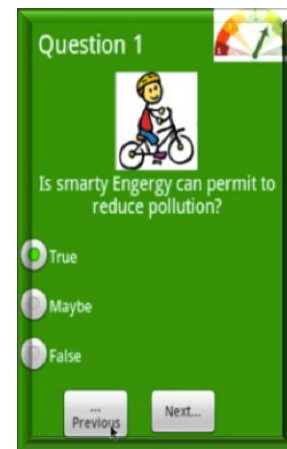 Question 1
Is smarty Engergy can permit to
reduce pollution?
True
Maybe
False
...
Previous
Next...